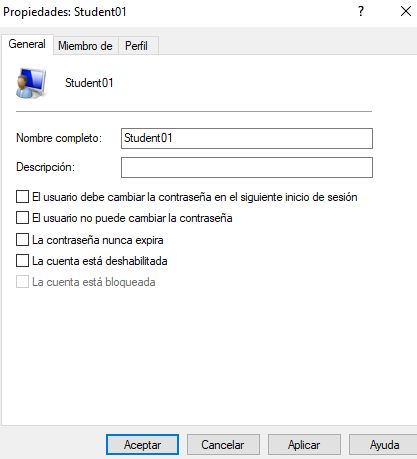 Propiedades: Student01
General
Miembro de
Perfil
Student01
Nombre completo:
Student01
Descripción:
El usuario debe cambiar la contraseña en el siguiente inicio de sesión
El usuario no puede cambiar la contraseña
La contraseña nunca expira
La cuenta está deshabilitada
La cuenta está bloqueada
Aceptar
Cancelar
Aplicar
Ayuda